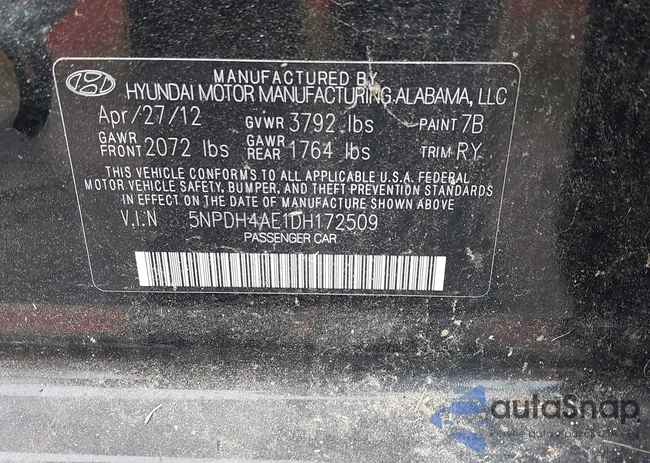 MANUFACTURED BY
HYUNDAI MOTOR MANUFACTURING ALABAMA, LLC
Apr/27/12 GVWR 3792 lbs PAINT 7B
GAWR FRONT 2072 lbs GAWR REAR 1764 lbs TRIM RY
THIS VEHICLE CONFORMS TO ALL APPLICABLE U.S.A. FEDERAL
MOTOR VEHICLE SAFETY, BUMPER, AND THEFT PREVENTION STANDARDS
IN EFFECT ON THE DATE OF MANUFACTURE SHOWN ABOVE
V.I.N 5NPDH4AE1DH172509
PASSENGER CAR
autoSnap